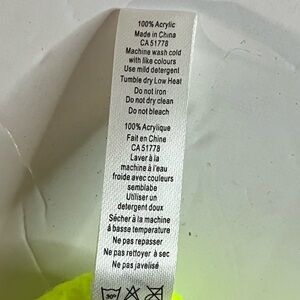 100% Acrylic
Made in China
CA 51778
Machine wash cold
with like colours
Use mild detergent
Tumble dry Low Heat
Do not iron
Do not dry clean
Do not bleach
100% Acrylique
Fait en Chine
CA 51778
Laver à la
machine à l'eau
froide avec couleurs
semblabe
Utiliser un
detergent doux
Sécher à la machine
à basse temperature
Ne pas repasser
Ne pas rettoyer à sec
Ne pas javelisé
30°